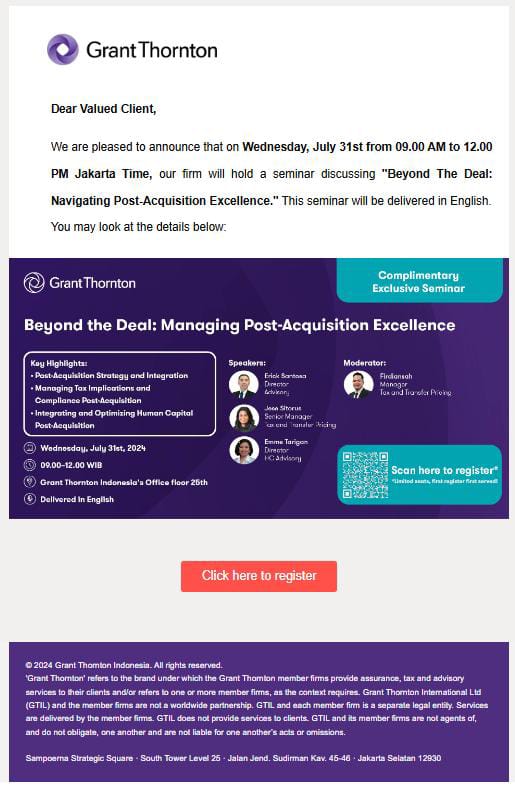 Grant Thornton
Dear Valued Client,
We are pleased to announce that on Wednesday, July 31st from 09.00 AM to 12.00
PM Jakarta Time, our firm will hold a seminar discussing "Beyond The Deal:
Navigating Post-Acquisition Excellence." This seminar will be delivered in English.
You may look at the details below:
Grant Thornton
Complimentary
Exclusive Seminar
Beyond the Deal: Managing Post-Acquisition Excellence
Key Highlights:
• Post-Acquisition Strategy and Integration
• Managing Tax Implications and
Compliance Post-Acquisition
• Integrating and Optimizing Human Capital
Post-Acquisition
Wednesday, July 31st, 2024
09.00-12.00 WIB
Grant Thornton Indonesia's Office floor 25th
Delivered in English
Speakers:
Erick Santosa
Director
Advisory
Jose Sitorus
Senior Manager
Tax and Transfer Pricing
Emme Tarigan
Director
HC Advisory
Moderator:
Firdiansah
Manager
Tax and Transfer Pricing
Scan here to register*
*Limited seats, first register first served!
Click here to register
© 2024 Grant Thornton Indonesia. All rights reserved.
'Grant Thornton' refers to the brand under which the Grant Thornton member firms provide assurance, tax and advisory
services to their clients and/or refers to one or more member firms, as the context requires. Grant Thornton International Ltd
(GTIL) and the member firms are not a worldwide partnership. GTIL and each member firm is a separate legal entity. Services
are delivered by the member firms. GTIL does not provide services to clients. GTIL and its member firms are not agents of,
and do not obligate, one another and are not liable for one another's acts or omissions.
Sampoerna Strategic Square · South Tower Level 25 · Jalan Jend. Sudirman Kav. 45-46 · Jakarta Selatan 12930